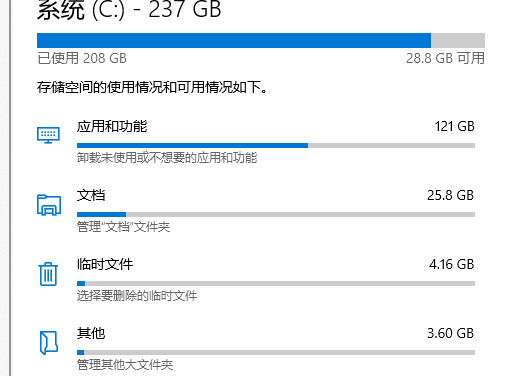 系统 (C:) - 237 GB
已使用 208 GB 28.8 GB 可用
存储空间的使用情况和可用情况如下。
应用和功能 121 GB
卸载未使用或不想要的应用和功能
文档 25.8 GB
管理“文档”文件夹
临时文件 4.16 GB
选择要删除的临时文件
其他 3.60 GB
管理其他大文件夹